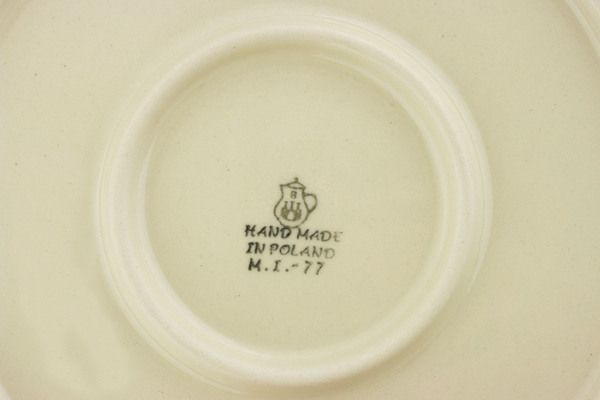 B
HAND MADE
IN POLAND
M.I.-77